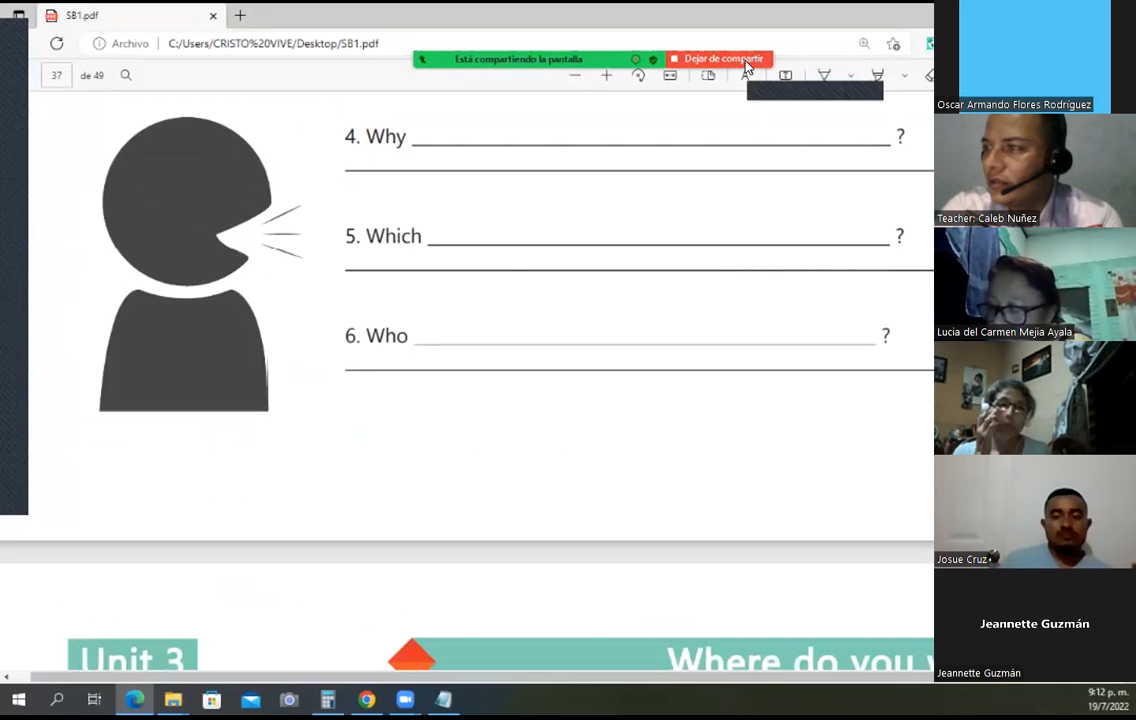 SB1.pdf
Archivo
C:/Users/CRISTO%20VIVE/Desktop/SB1.pdf
Está compartiendo la pantalla
Dejar de compartir
37
de 49
4. Why ?
5. Which ?
6. Who ?
Unit 3
Where do you
Oscar Armando Flores Rodríguez
Teacher: Caleb Nuñez
Lucia del Carmen Mejia Ayala
Josue Cruz
Jeannette Guzmán
Jeannette Guzmán
9:12 p. m.
19/7/2022